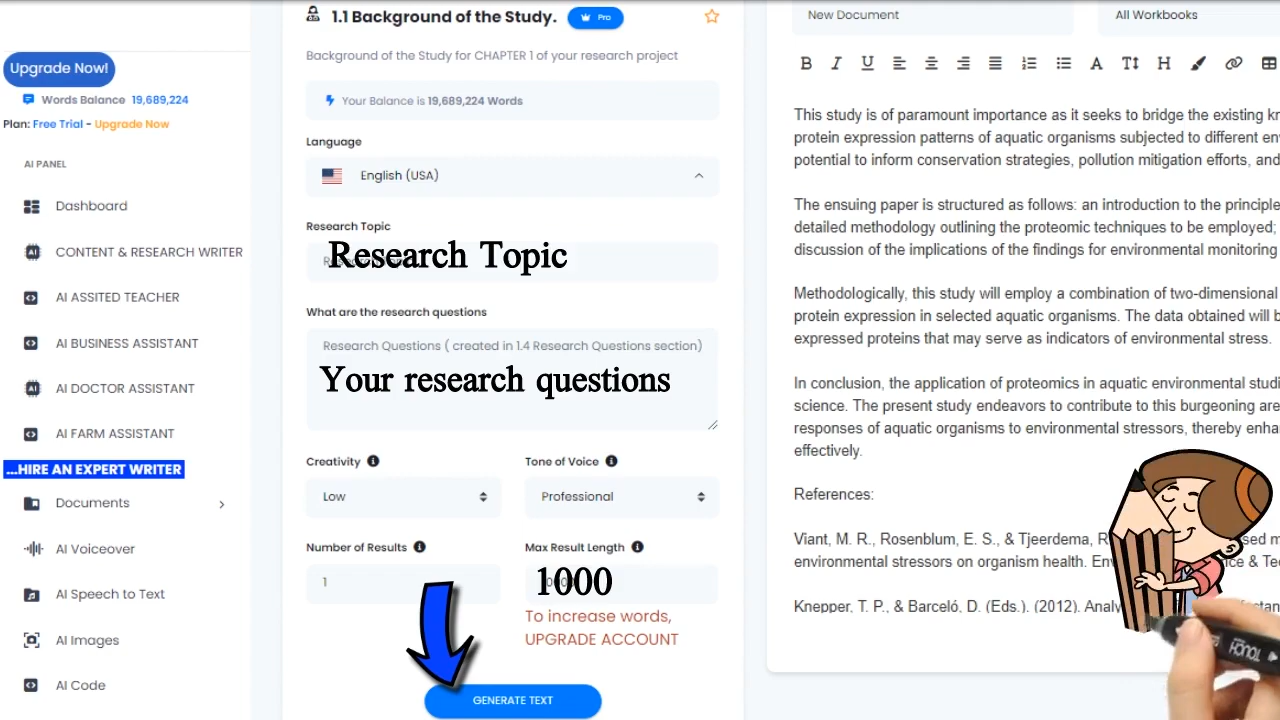 Upgrade Now!
Words Balance 19,689,224
Plan: Free Trial - Upgrade Now
AI PANEL
Dashboard
CONTENT & RESEARCH WRITER
AI ASSITED TEACHER
AI BUSINESS ASSISTANT
AI DOCTOR ASSISTANT
AI FARM ASSISTANT
...HIRE AN EXPERT WRITER
Documents
AI Voiceover
AI Speech to Text
AI Images
AI Code
1.1 Background of the Study.
Pro
Background of the Study for CHAPTER 1 of your research project
Your Balance is 19,689,224 Words
Language
English (USA)
Research Topic
Research Topic
What are the research questions
Research Questions ( created in 1.4 Research Questions section)
Your research questions
Creativity
Tone of Voice
Low
Professional
Number of Results
Max Result Length
1
1000
To increase words,
UPGRADE ACCOUNT
GENERATE TEXT
New Document
All Workbooks
This study is of paramount importance as it seeks to bridge the existing
protein expression patterns of aquatic organisms subjected to different
potential to inform conservation strategies, pollution mitigation efforts, and
The ensuing paper is structured as follows: an introduction to the
detailed methodology outlining the proteomic techniques to be employed;
discussion of the implications of the findings for environmental monitoring
Methodologically, this study will employ a combination of two-dimensional
protein expression in selected aquatic organisms. The data obtained will
expressed proteins that may serve as indicators of environmental stress.
In conclusion, the application of proteomics in aquatic environmental
science. The present study endeavors to contribute to this burgeoning
responses of aquatic organisms to environmental stressors, thereby
effectively.
References:
Viant, M. R., Rosenblum, E. S., & Tjeerdema, R
environmental stressors on organism health.
Knepper, T. P., & Barceló, D. (Eds.). (2012).
TOUCH